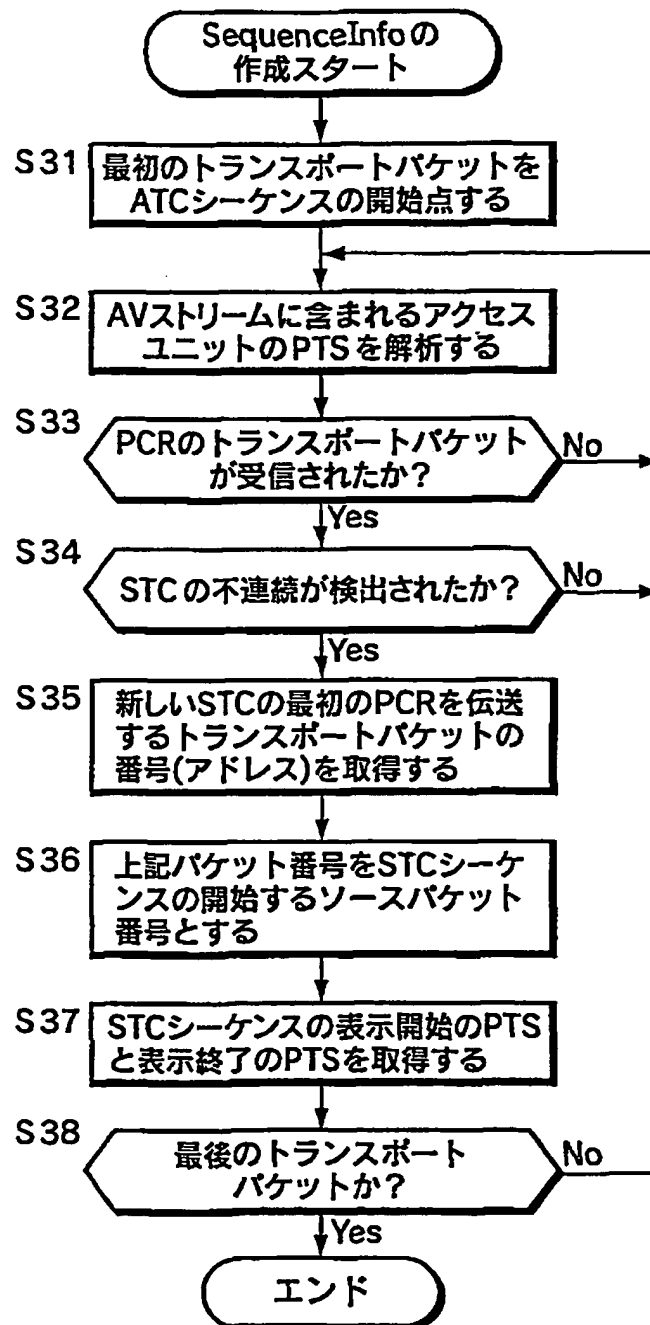 SequenceInfoの
作成スタート
S31
最初のトランスポートパケットを
ATCシーケンスの開始点する
S32
AVストリームに含まれるアクセス
ユニットのPTSを解析する
S33
PCRのトランスポートパケット
が受信されたか?
No
Yes
S34
STCの不連続が検出されたか?
No
Yes
S35
新しいSTCの最初のPCRを伝送
するトランスポートパケットの
番号(アドレス)を取得する
S36
上記パケット番号をSTCシーケ
ンスの開始するソースパケット
番号とする
S37
STCシーケンスの表示開始のPTS
と表示終了のPTSを取得する
S38
最後のトランスポート
パケットか?
No
Yes
エンド